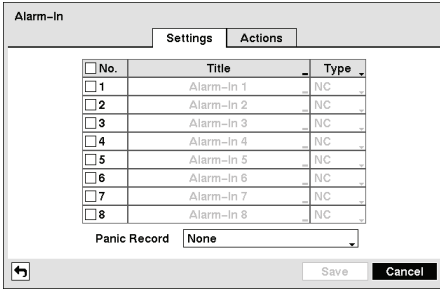 Alarm-In
Settings Actions
No. Title Type
1 Alarm-In 1 NC
2 Alarm-In 2 NC
3 Alarm-In 3 NC
4 Alarm-In 4 NC
5 Alarm-In 5 NC
6 Alarm-In 6 NC
7 Alarm-In 7 NC
8 Alarm-In 8 NC
Panic Record None
Save Cancel